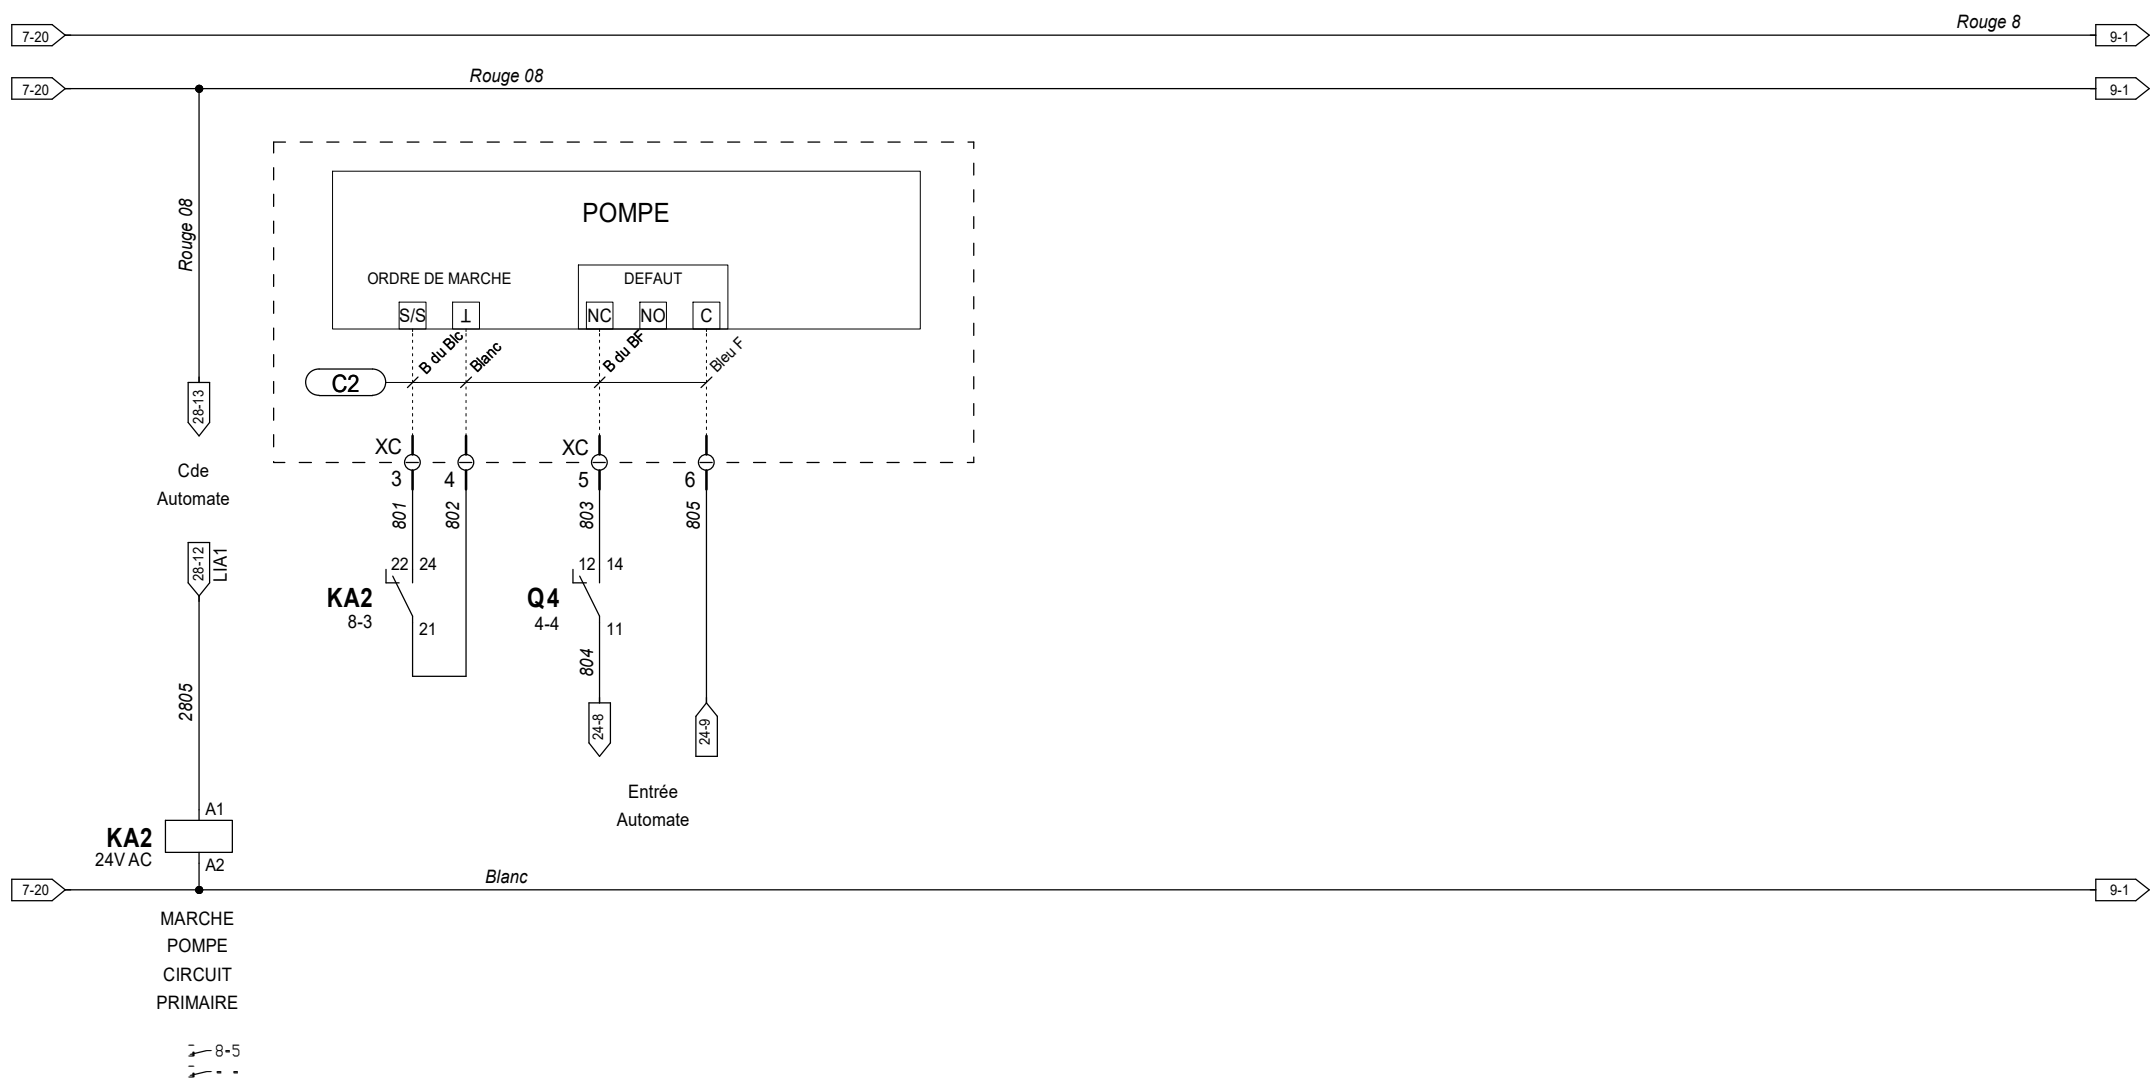 7-20
Rouge 8
9-1
7-20
Rouge 08
9-1
Rouge 08
POMPE
ORDRE DE MARCHE
DEFAUT
S/S
NC
NO
C
B du Blc
Blanc
B du BF
Bleu F
C2
28-13
Cde
Automate
XC
XC
3
4
5
6
801
802
803
805
28-12
LIA1
22
24
KA2
8-3
21
12
14
Q4
4-4
11
804
2805
24-8
24-9
Entrée
Automate
A1
KA2
24V AC
A2
7-20
Blanc
9-1
MARCHE
POMPE
CIRCUIT
PRIMAIRE
8-5
- -